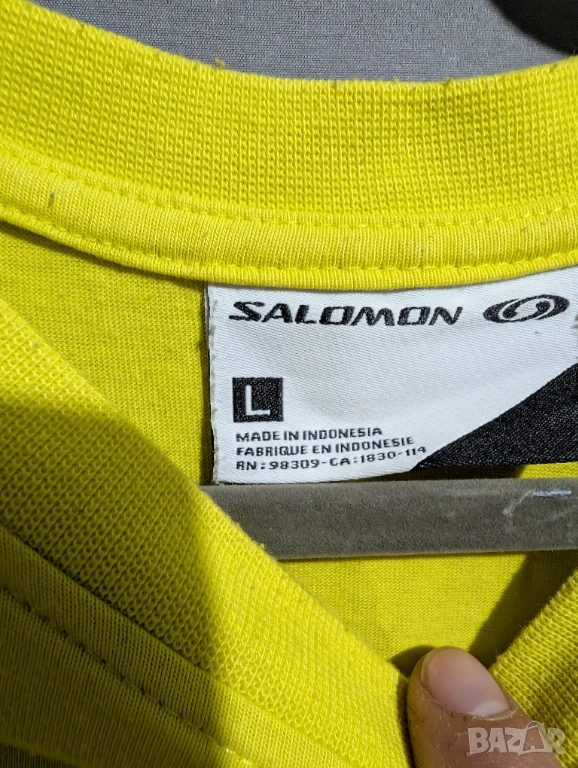 SALOMON
L
MADE IN INDONESIA
FABRIQUE EN INDONESIE
RN:98309-CA:1830-114
BAZAR